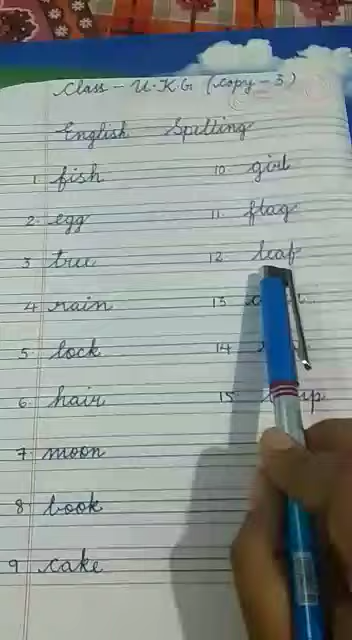 Class - U.K.G (Copy - 3)
English Spelling
1. fish
2. egg
3 tree
4 rain
5. lock
6. hair
7. moon
8 book
9 cake
10. girl
11. flag
12 leaf
13
14
15